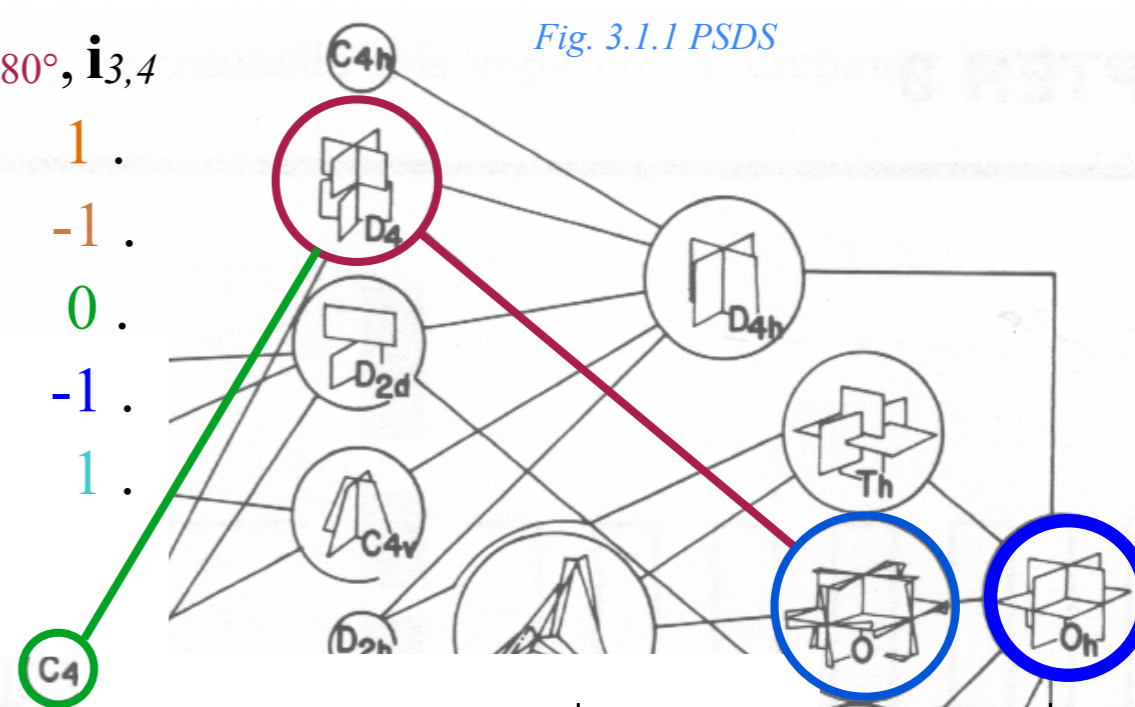 Fig. 3.1.1 PSDS
C4h
80°, i3,4
1 .
D4
-1 .
D4h
0 .
D2d
-1 .
1 .
Th
C4v
D2h
O
Oh
C4